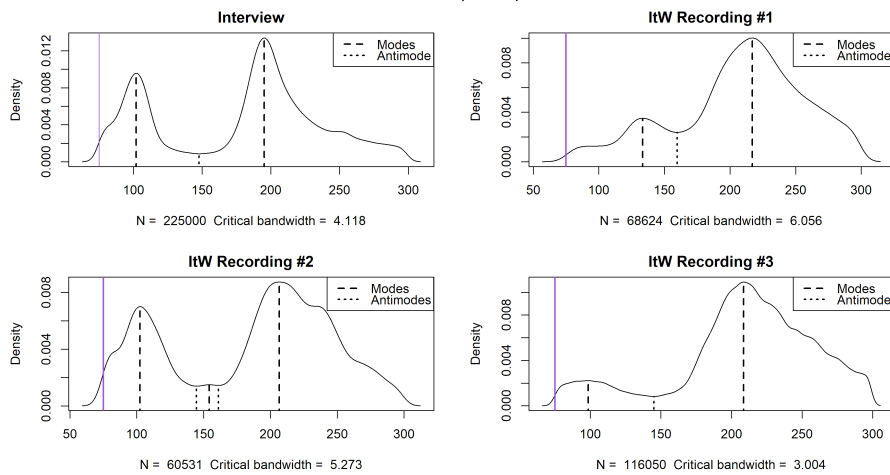 Interview
Modes
Antimode
Density
0.000 0.004 0.008 0.012
100 150 200 250 300
N = 225000 Critical bandwidth = 4.118
ItW Recording #1
Modes
Antimode
Density
0.000 0.004 0.008
50 100 150 200 250 300
N = 68624 Critical bandwidth = 6.056
ItW Recording #2
Modes
Antimodes
Density
0.000 0.004 0.008
50 100 150 200 250 300
N = 60531 Critical bandwidth = 5.273
ItW Recording #3
Modes
Antimode
Density
0.000 0.004 0.008
100 150 200 250 300
N = 116050 Critical bandwidth = 3.004